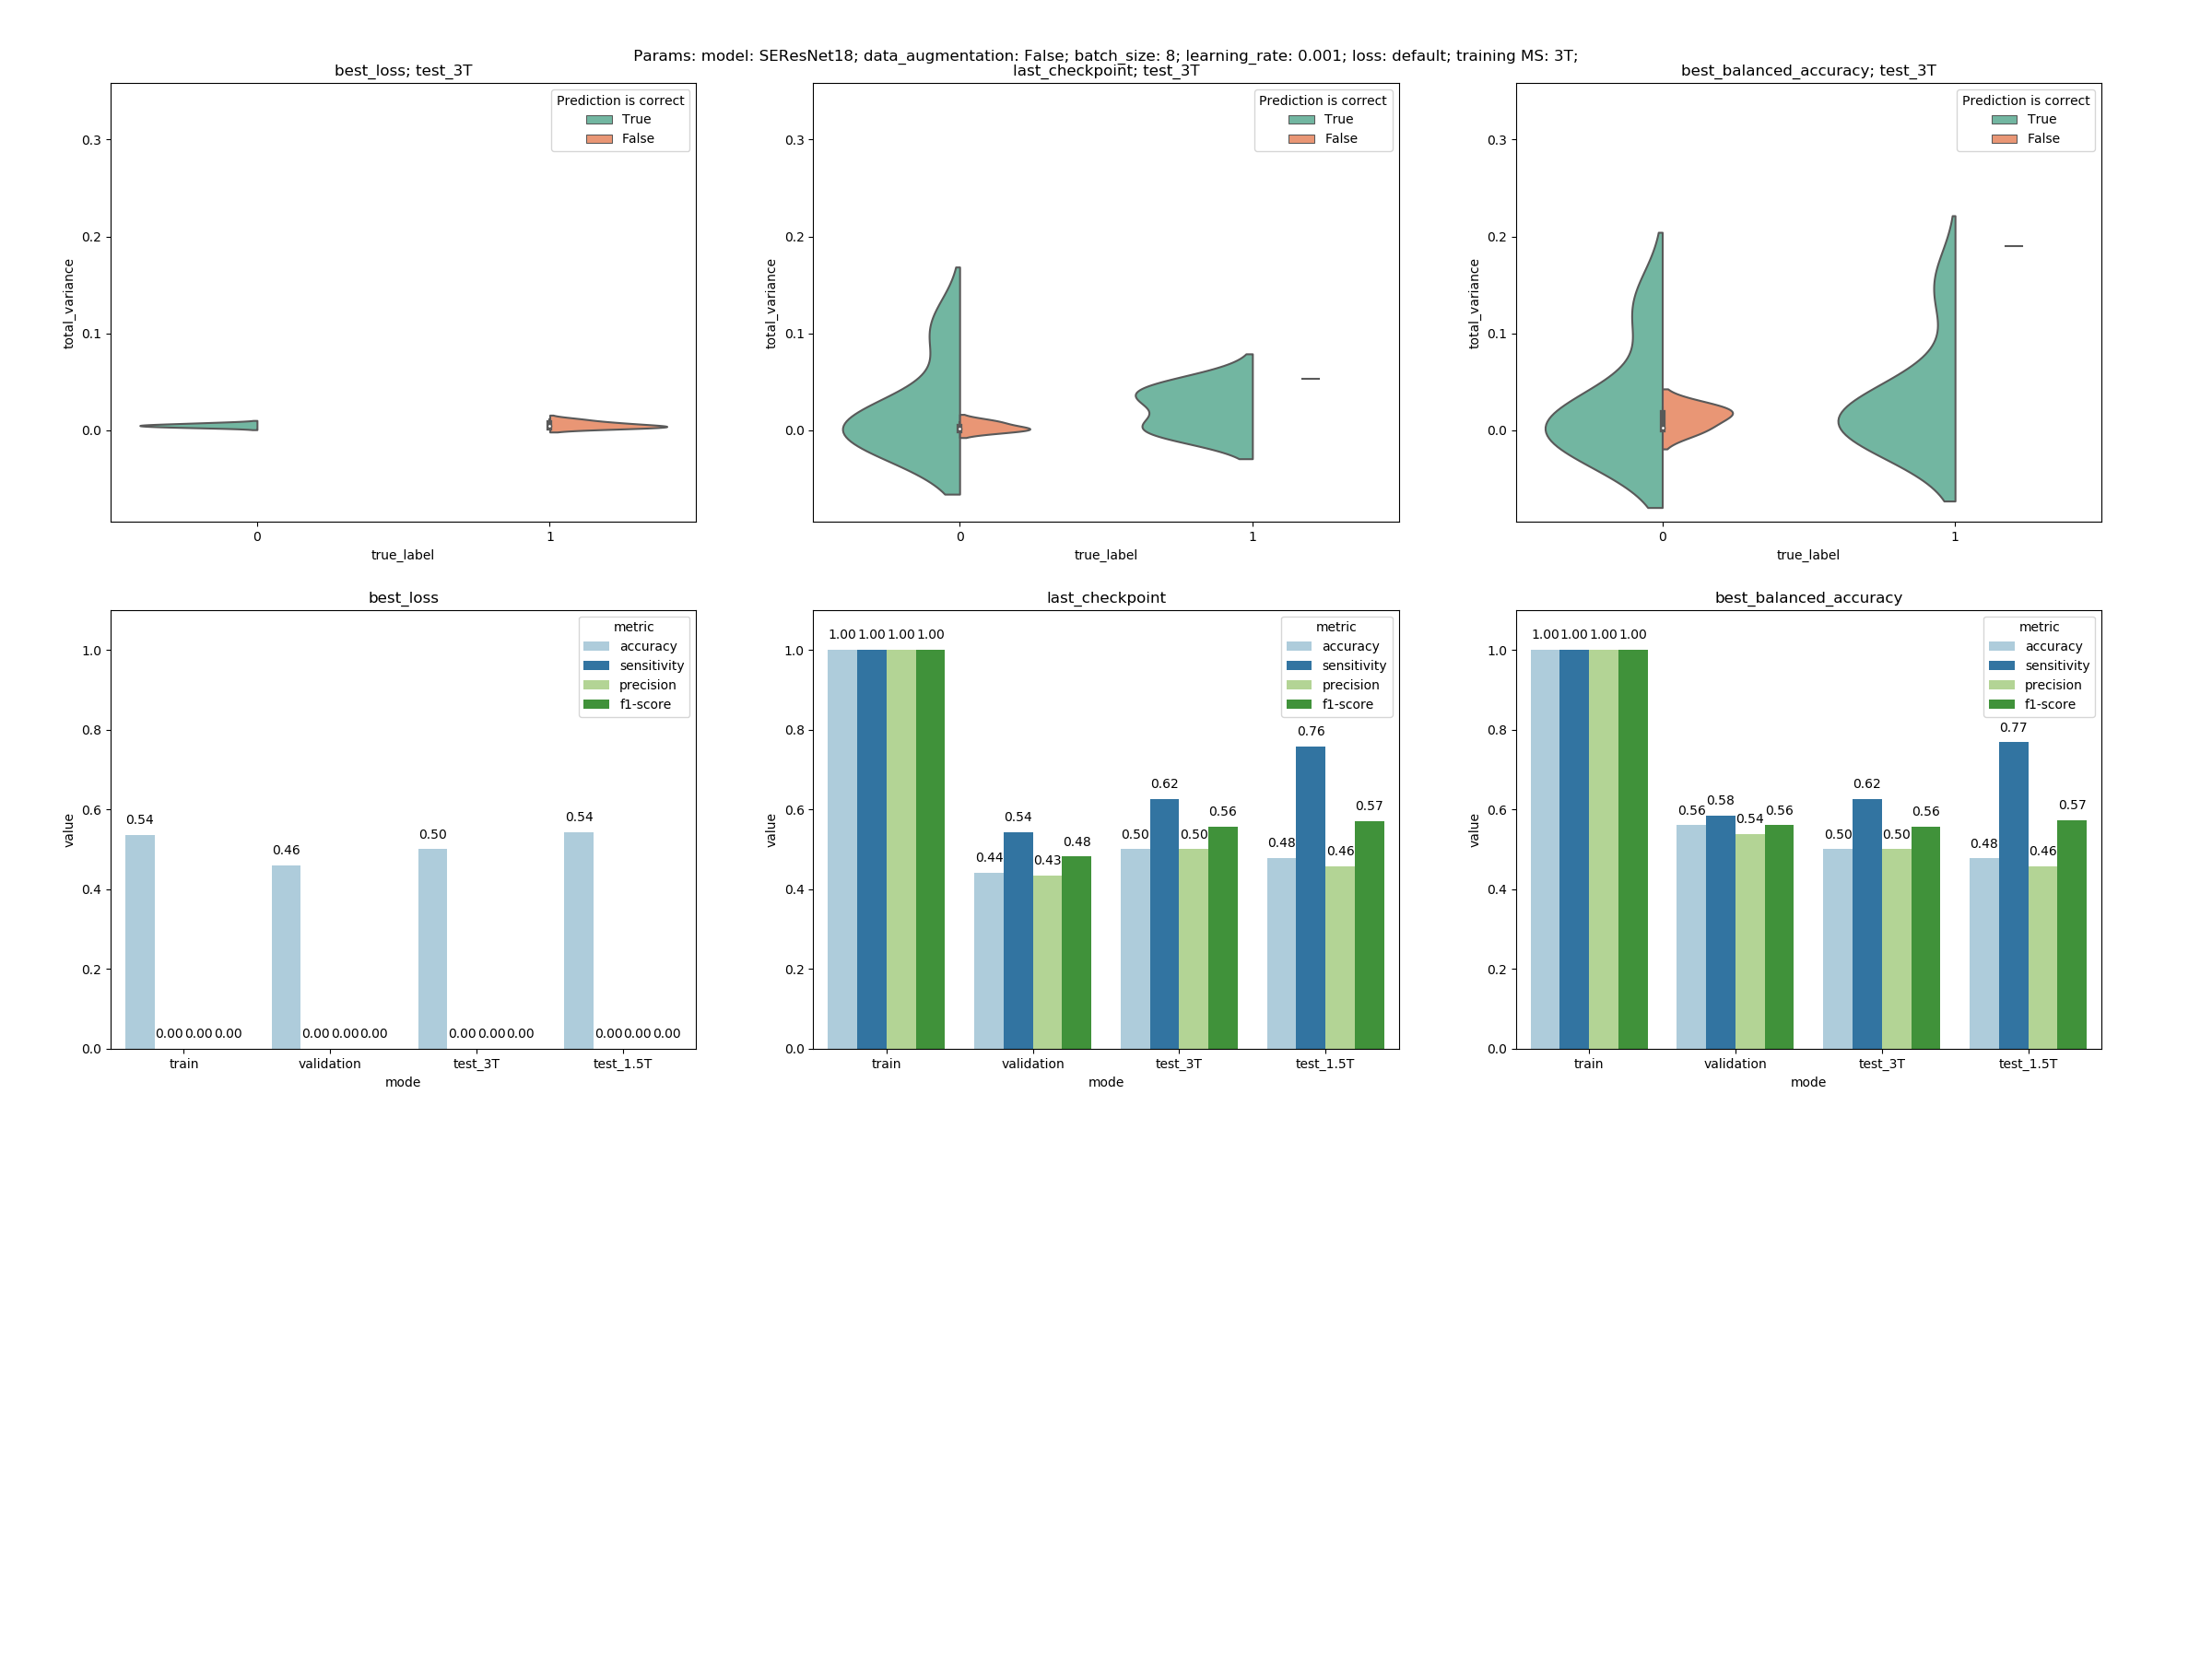 Params: model: SEResNet18; data_augmentation: False; batch_size: 8; learning_rate: 0.001; loss: default; training MS: 3T;
best_loss; test_3T
Prediction is correct
True
False
0.3
0.2
0.1
0.0
total_variance
0 1
true_label
last_checkpoint; test_3T
Prediction is correct
True
False
0.3
0.2
0.1
0.0
total_variance
0 1
true_label
best_balanced_accuracy; test_3T
Prediction is correct
True
False
0.3
0.2
0.1
0.0
total_variance
0 1
true_label
best_loss
metric
accuracy
sensitivity
precision
f1-score
1.0
0.8
0.6
0.4
0.2
0.0
value
0.54 0.00 0.00 0.00
0.46 0.00 0.00 0.00
0.50 0.00 0.00 0.00
0.54 0.00 0.00 0.00
train validation test_3T test_1.5T
mode
last_checkpoint
metric
accuracy
sensitivity
precision
f1-score
1.0
0.8
0.6
0.4
0.2
0.0
value
1.00 1.00 1.00 1.00
0.44 0.54 0.43 0.48
0.50 0.62 0.50 0.56
0.48 0.76 0.46 0.57
train validation test_3T test_1.5T
mode
best_balanced_accuracy
metric
accuracy
sensitivity
precision
f1-score
1.0
0.8
0.6
0.4
0.2
0.0
value
1.00 1.00 1.00 1.00
0.56 0.58 0.54 0.56
0.50 0.62 0.50 0.56
0.48 0.77 0.46 0.57
train validation test_3T test_1.5T
mode